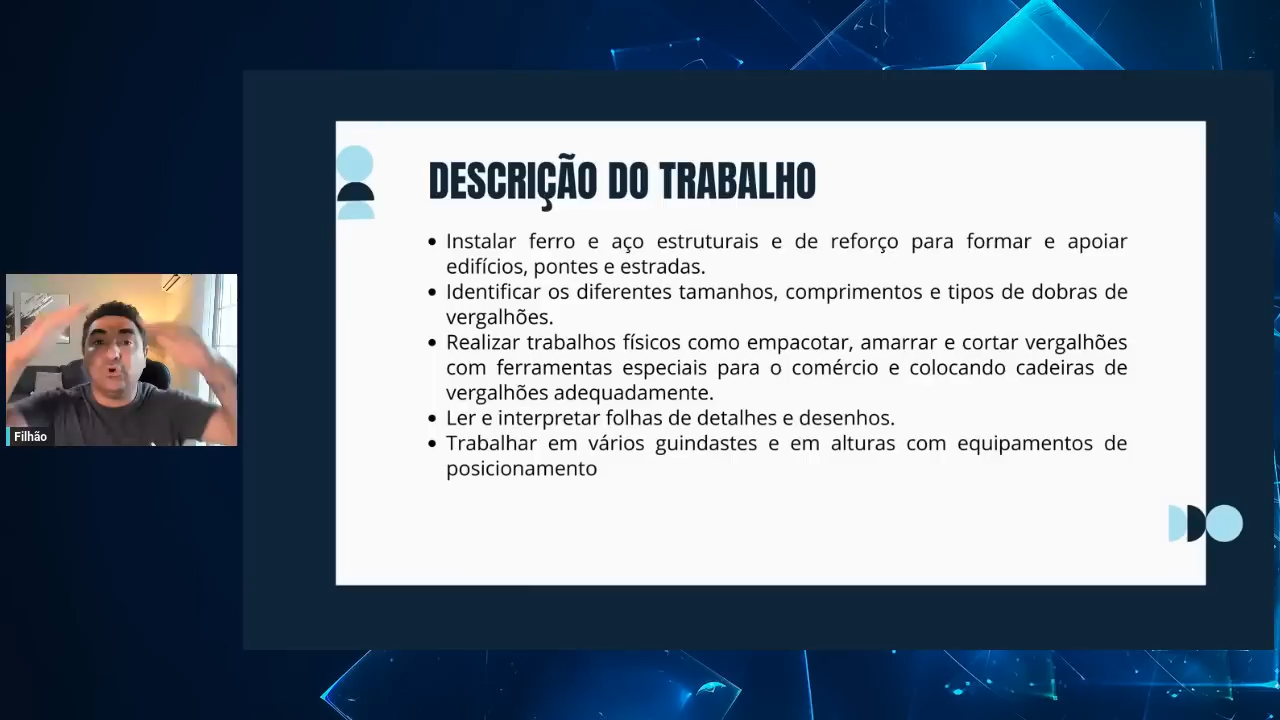 DESCRIÇÃO DO TRABALHO
• Instalar ferro e aço estruturais e de reforço para formar e apoiar
edifícios, pontes e estradas.
• Identificar os diferentes tamanhos, comprimentos e tipos de dobras de
vergalhões.
• Realizar trabalhos físicos como empacotar, amarrar e cortar vergalhões
com ferramentas especiais para o comércio e colocando cadeiras de
vergalhões adequadamente.
• Ler e interpretar folhas de detalhes e desenhos.
• Trabalhar em vários guindastes e em alturas com equipamentos de
posicionamento
Filhão